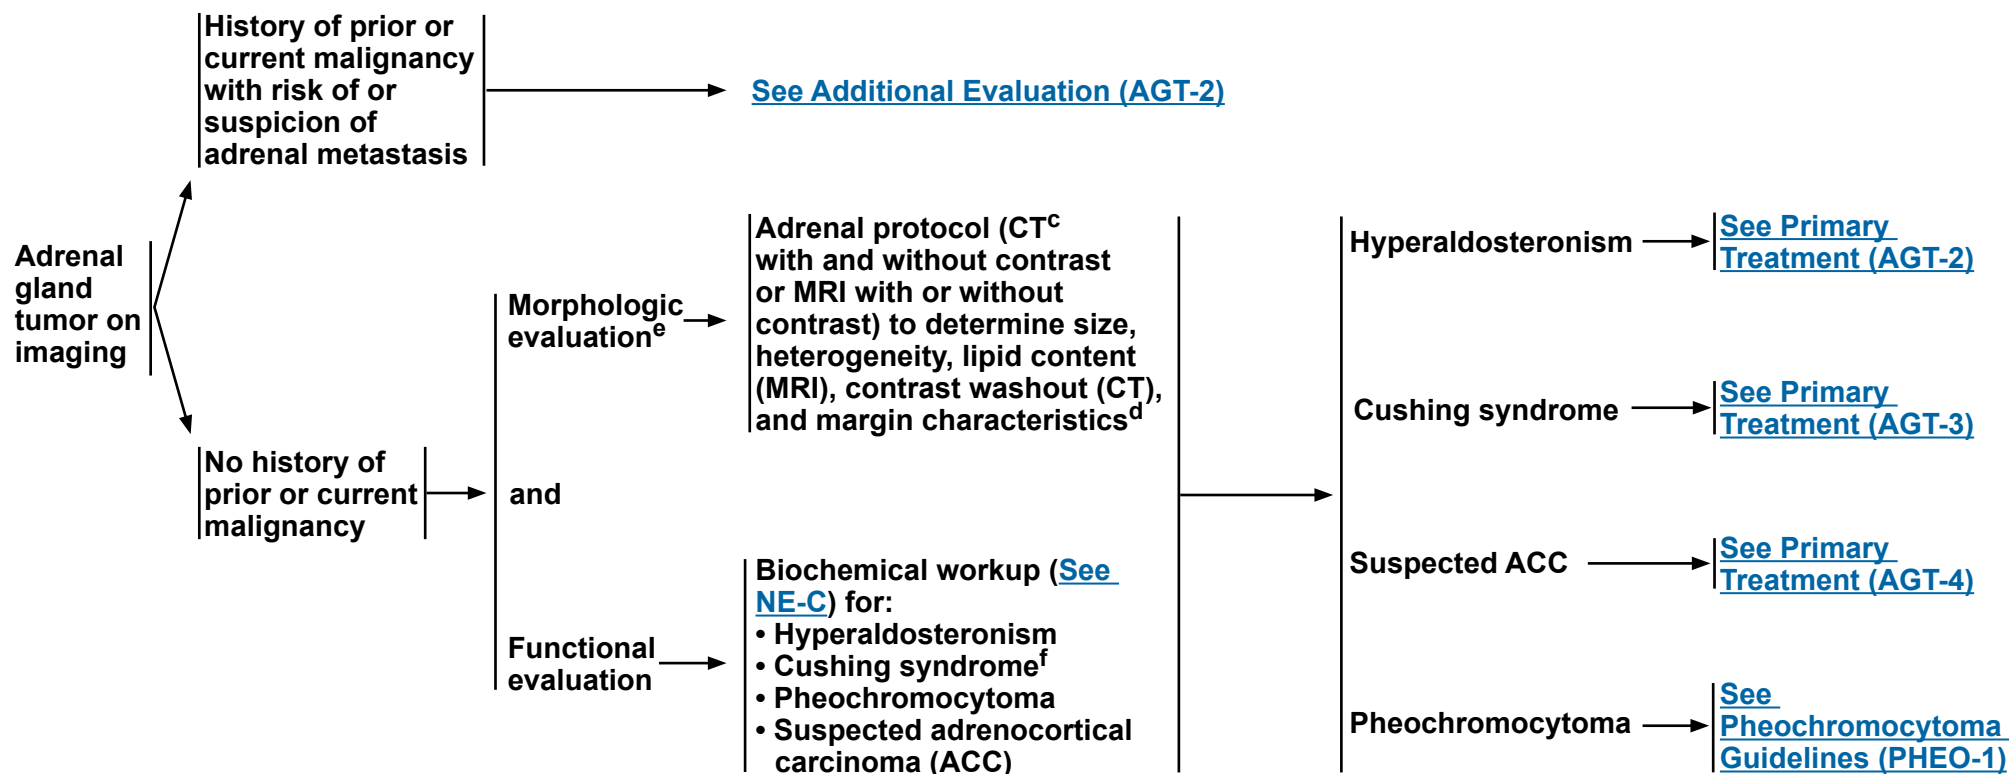 Adrenal
gland
tumor on
imaging
History of prior or
current malignancy
with risk of or
suspicion of
adrenal metastasis
See Additional Evaluation (AGT-2)
No history of
prior or current
malignancy
Morphologic
evaluatione
and
Functional
evaluation
Adrenal protocol (CTc
with and without contrast
or MRI with or without
contrast) to determine size,
heterogeneity, lipid content
(MRI), contrast washout (CT),
and margin characteristicsd
Biochemical workup (See
NE-C) for:
• Hyperaldosteronism
• Cushing syndromef
• Pheochromocytoma
• Suspected adrenocortical
carcinoma (ACC)
Hyperaldosteronism
See Primary
Treatment (AGT-2)
Cushing syndrome
See Primary
Treatment (AGT-3)
Suspected ACC
See Primary
Treatment (AGT-4)
Pheochromocytoma
See
Pheochromocytoma
Guidelines (PHEO-1)